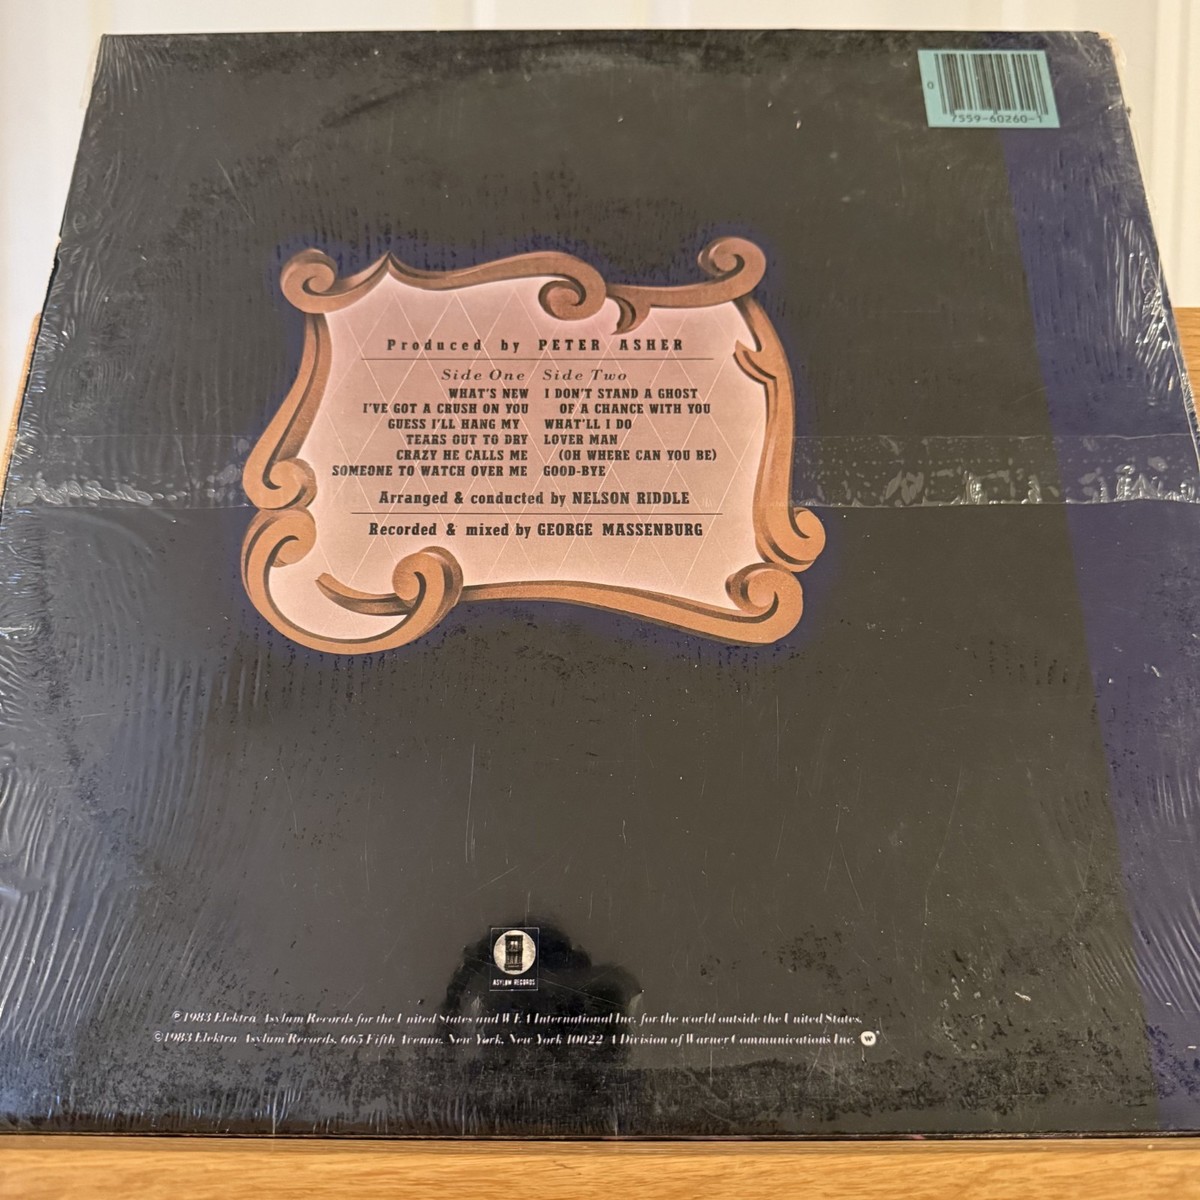 0
7559-60260-1
Produced by PETER ASHER
Side One
WHAT'S NEW
I'VE GOT A CRUSH ON YOU
GUESS I'LL HANG MY
TEARS OUT TO DRY
CRAZY HE CALLS ME
SOMEONE TO WATCH OVER ME
Side Two
I DON'T STAND A GHOST
OF A CHANCE WITH YOU
WHAT'LL I DO
LOVER MAN
(OH WHERE CAN YOU BE)
GOOD-BYE
Arranged & conducted by NELSON RIDDLE
Recorded & mixed by GEORGE MASSENBURG
ASYLUM RECORDS
℗1983 Elektra Asylum Records for the United States and WEA International Inc. for the world outside the United States.
©1983 Elektra Asylum Records, 665 Fifth Avenue, New York, New York 10022 A Division of Warner Communications Inc. W